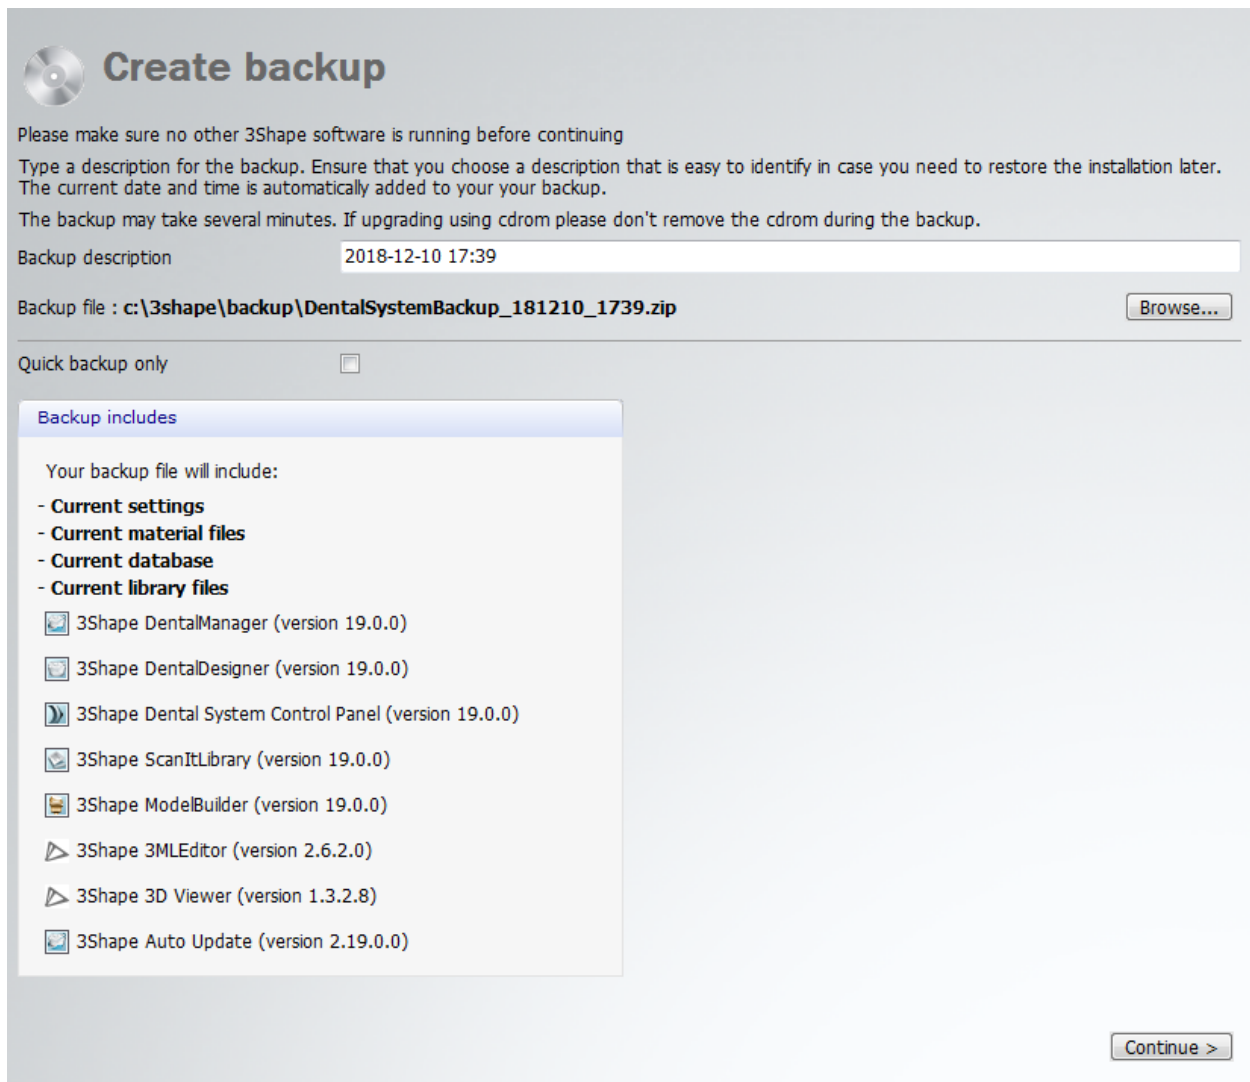 Create backup
Please make sure no other 3Shape software is running before continuing
Type a description for the backup. Ensure that you choose a description that is easy to identify in case you need to restore the installation later.
The current date and time is automatically added to your your backup.
The backup may take several minutes. If upgrading using cdrom please don't remove the cdrom during the backup.
Backup description 2018-12-10 17:39
Backup file : c:\3shape\backup\DentalSystemBackup_181210_1739.zip Browse...
Quick backup only
Backup includes
Your backup file will include:
- Current settings
- Current material files
- Current database
- Current library files
3Shape DentalManager (version 19.0.0)
3Shape DentalDesigner (version 19.0.0)
3Shape Dental System Control Panel (version 19.0.0)
3Shape ScanItLibrary (version 19.0.0)
3Shape ModelBuilder (version 19.0.0)
3Shape 3MLEditor (version 2.6.2.0)
3Shape 3D Viewer (version 1.3.2.8)
3Shape Auto Update (version 2.19.0.0)
Continue >